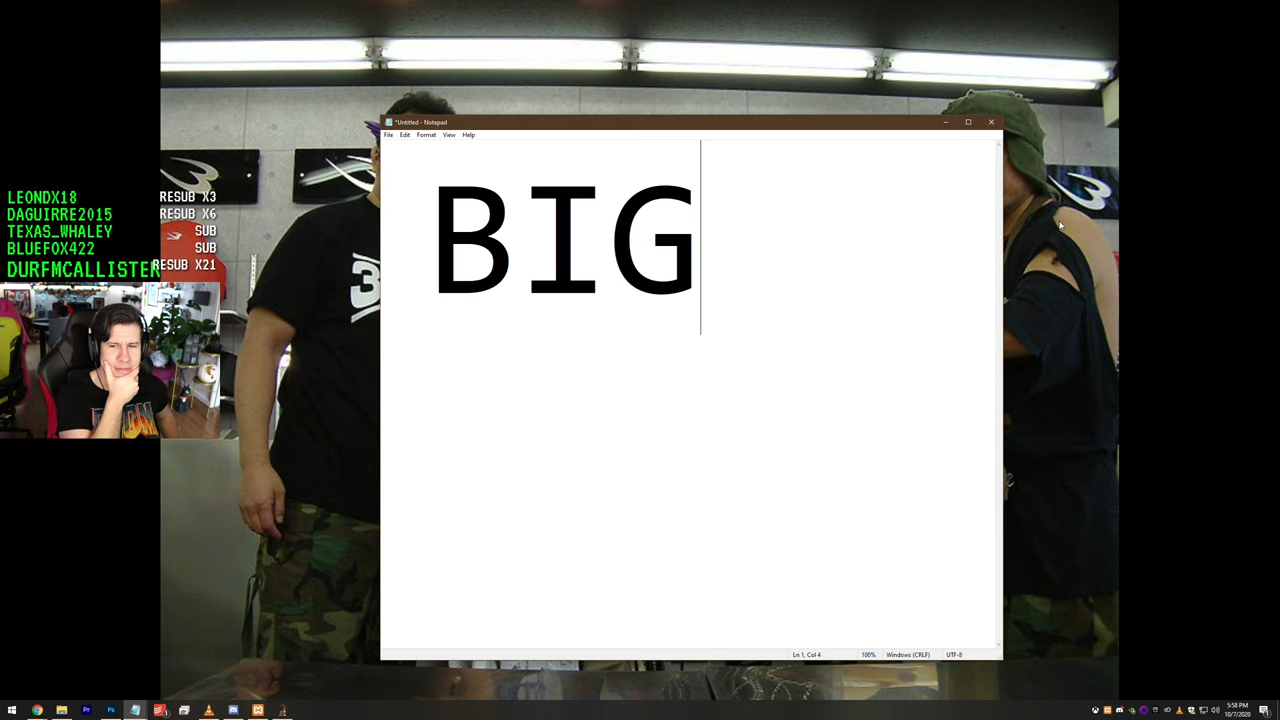 *Untitled - Notepad
File Edit Format View Help
BIG
LEONDX18 RESUB X3
DAGUIRRE2015 RESUB X6
TEXAS_WHALEY SUB
BLUEFOX422 SUB
DURFMCALLISTER RESUB X21
3
Ln 1, Col 4 100% Windows (CRLF) UTF-8
5:58 PM
10/7/2020